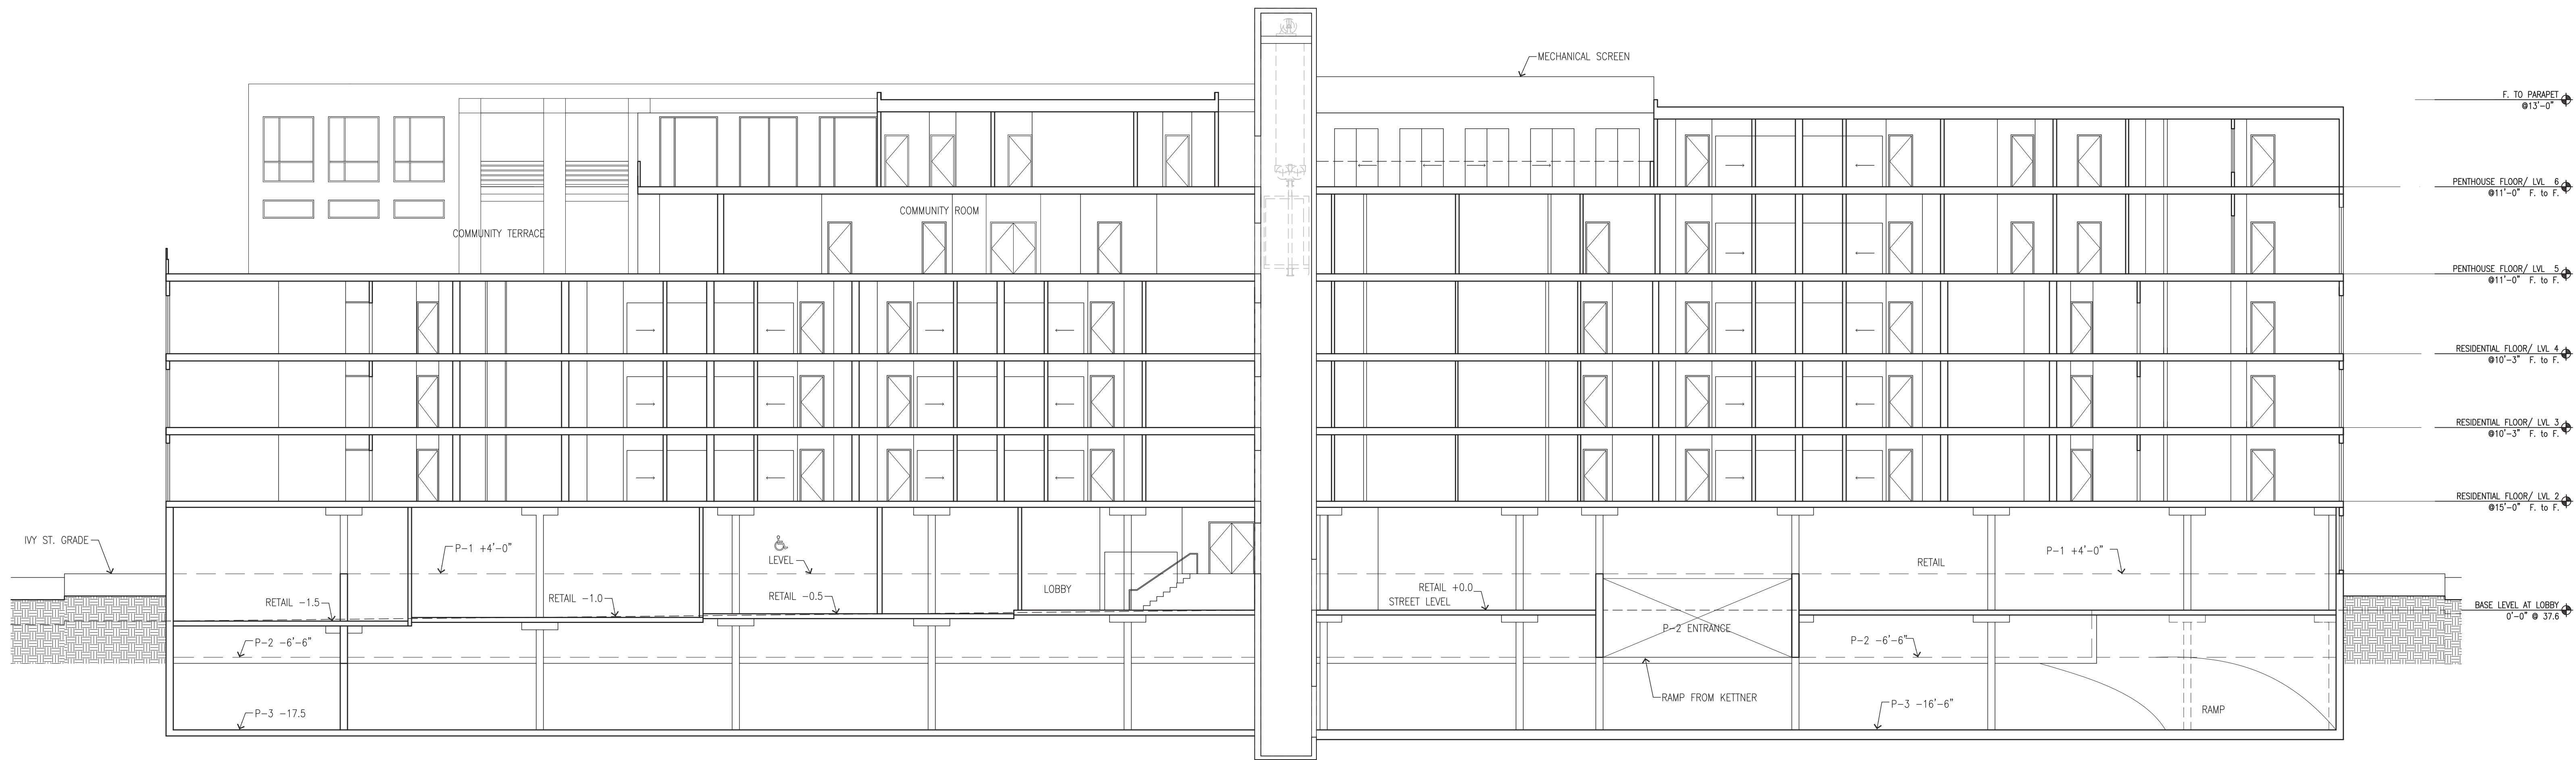 MECHANICAL SCREEN
F. TO PARAPET
@13'-0"
PENTHOUSE FLOOR/ LVL 6
@11'-0" F. to F.
COMMUNITY ROOM
COMMUNITY TERRACE
PENTHOUSE FLOOR/ LVL 5
@11'-0" F. to F.
RESIDENTIAL FLOOR/ LVL 4
@10'-3" F. to F.
RESIDENTIAL FLOOR/ LVL 3
@10'-3" F. to F.
RESIDENTIAL FLOOR/ LVL 2
@15'-0" F. to F.
IVY ST. GRADE
P-1 +4'-0"
LEVEL
P-1 +4'-0"
RETAIL
LOBBY
RETAIL +0.0
STREET LEVEL
RETAIL -1.5
RETAIL -1.0
RETAIL -0.5
BASE LEVEL AT LOBBY
0'-0" @ 37.6
P-2 ENTRANCE
P-2 -6'-6"
P-2 -6'-6"
RAMP FROM KETTNER
P-3 -17.5
P-3 -16'-6"
RAMP